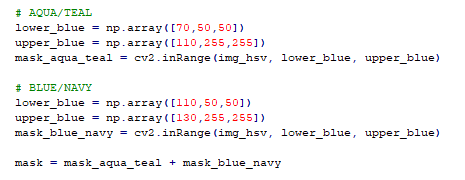 # AQUA/TEAL
lower_blue = np.array([70,50,50])
upper_blue = np.array([110,255,255])
mask_aqua_teal = cv2.inRange(img_hsv, lower_blue, upper_blue)
# BLUE/NAVY
lower_blue = np.array([110,50,50])
upper_blue = np.array([130,255,255])
mask_blue_navy = cv2.inRange(img_hsv, lower_blue, upper_blue)
mask = mask_aqua_teal + mask_blue_navy